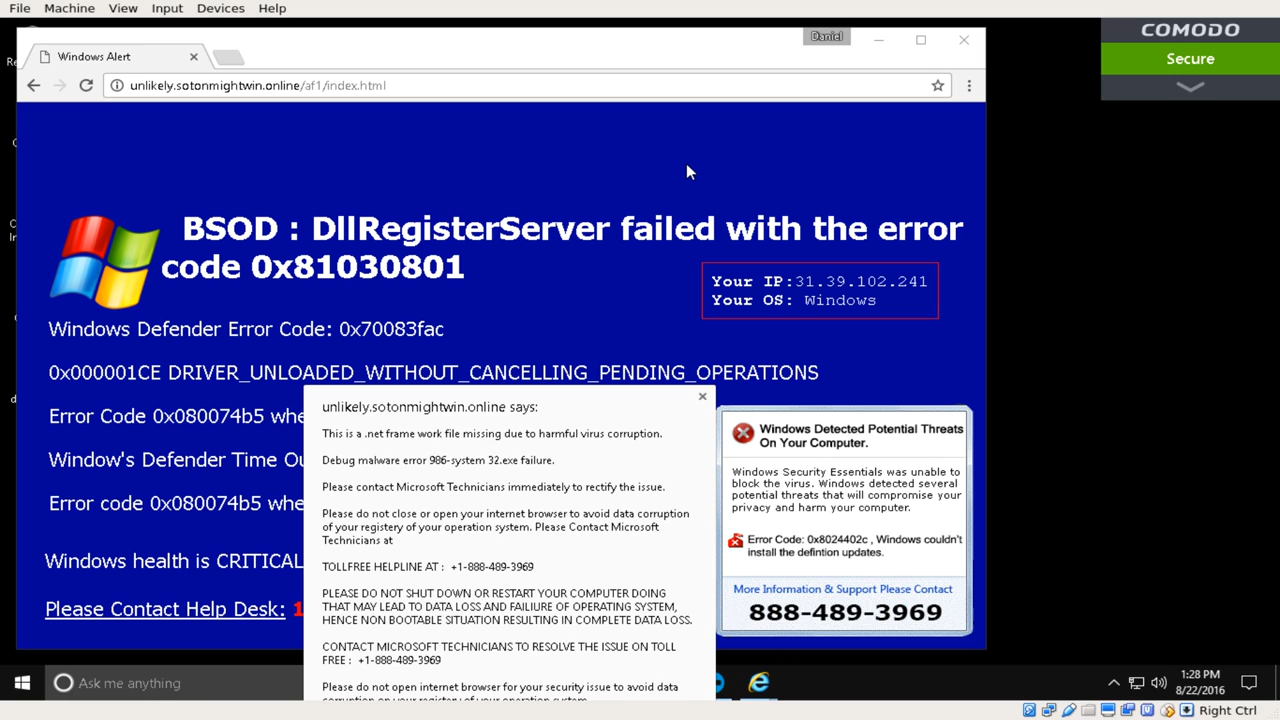 File Machine View Input Devices Help
COMODO
Secure
Daniel
Windows Alert
unlikely.sotonmightwin.online/af1/index.html
BSOD : DllRegisterServer failed with the error
code 0x81030801
Your IP:31.39.102.241
Your OS: Windows
Windows Defender Error Code: 0x70083fac
0x000001CE DRIVER_UNLOADED_WITHOUT_CANCELLING_PENDING_OPERATIONS
Error Code 0x080074b5 whe
Window's Defender Time Ou
Error code 0x080074b5 whe
Windows health is CRITICAL
Please Contact Help Desk: 1
unlikely.sotonmightwin.online says:
This is a .net frame work file missing due to harmful virus corruption.
Debug malware error 986-system 32.exe failure.
Please contact Microsoft Technicians immediately to rectify the issue.
Please do not close or open your internet browser to avoid data corruption
of your registery of your operation system. Please Contact Microsoft
Technicians at
TOLLFREE HELPLINE AT : +1-888-489-3969
PLEASE DO NOT SHUT DOWN OR RESTART YOUR COMPUTER DOING
THAT MAY LEAD TO DATA LOSS AND FAILURE OF OPERATING SYSTEM,
HENCE NON BOOTABLE SITUATION RESULTING IN COMPLETE DATA LOSS.
CONTACT MICROSOFT TECHNICIANS TO RESOLVE THE ISSUE ON TOLL
FREE : +1-888-489-3969
Please do not open internet browser for your security issue to avoid data
corruption on your registery of your operation system
Windows Detected Potential Threats
On Your Computer.
Windows Security Essentials was unable to
block the virus. Windows detected several
potential threats that will compromise your
privacy and harm your computer.
Error Code: 0x8024402c , Windows couldn't
install the defintion updates.
More Information & Support Please Contact
888-489-3969
Ask me anything
1:28 PM
8/22/2016
Right Ctrl